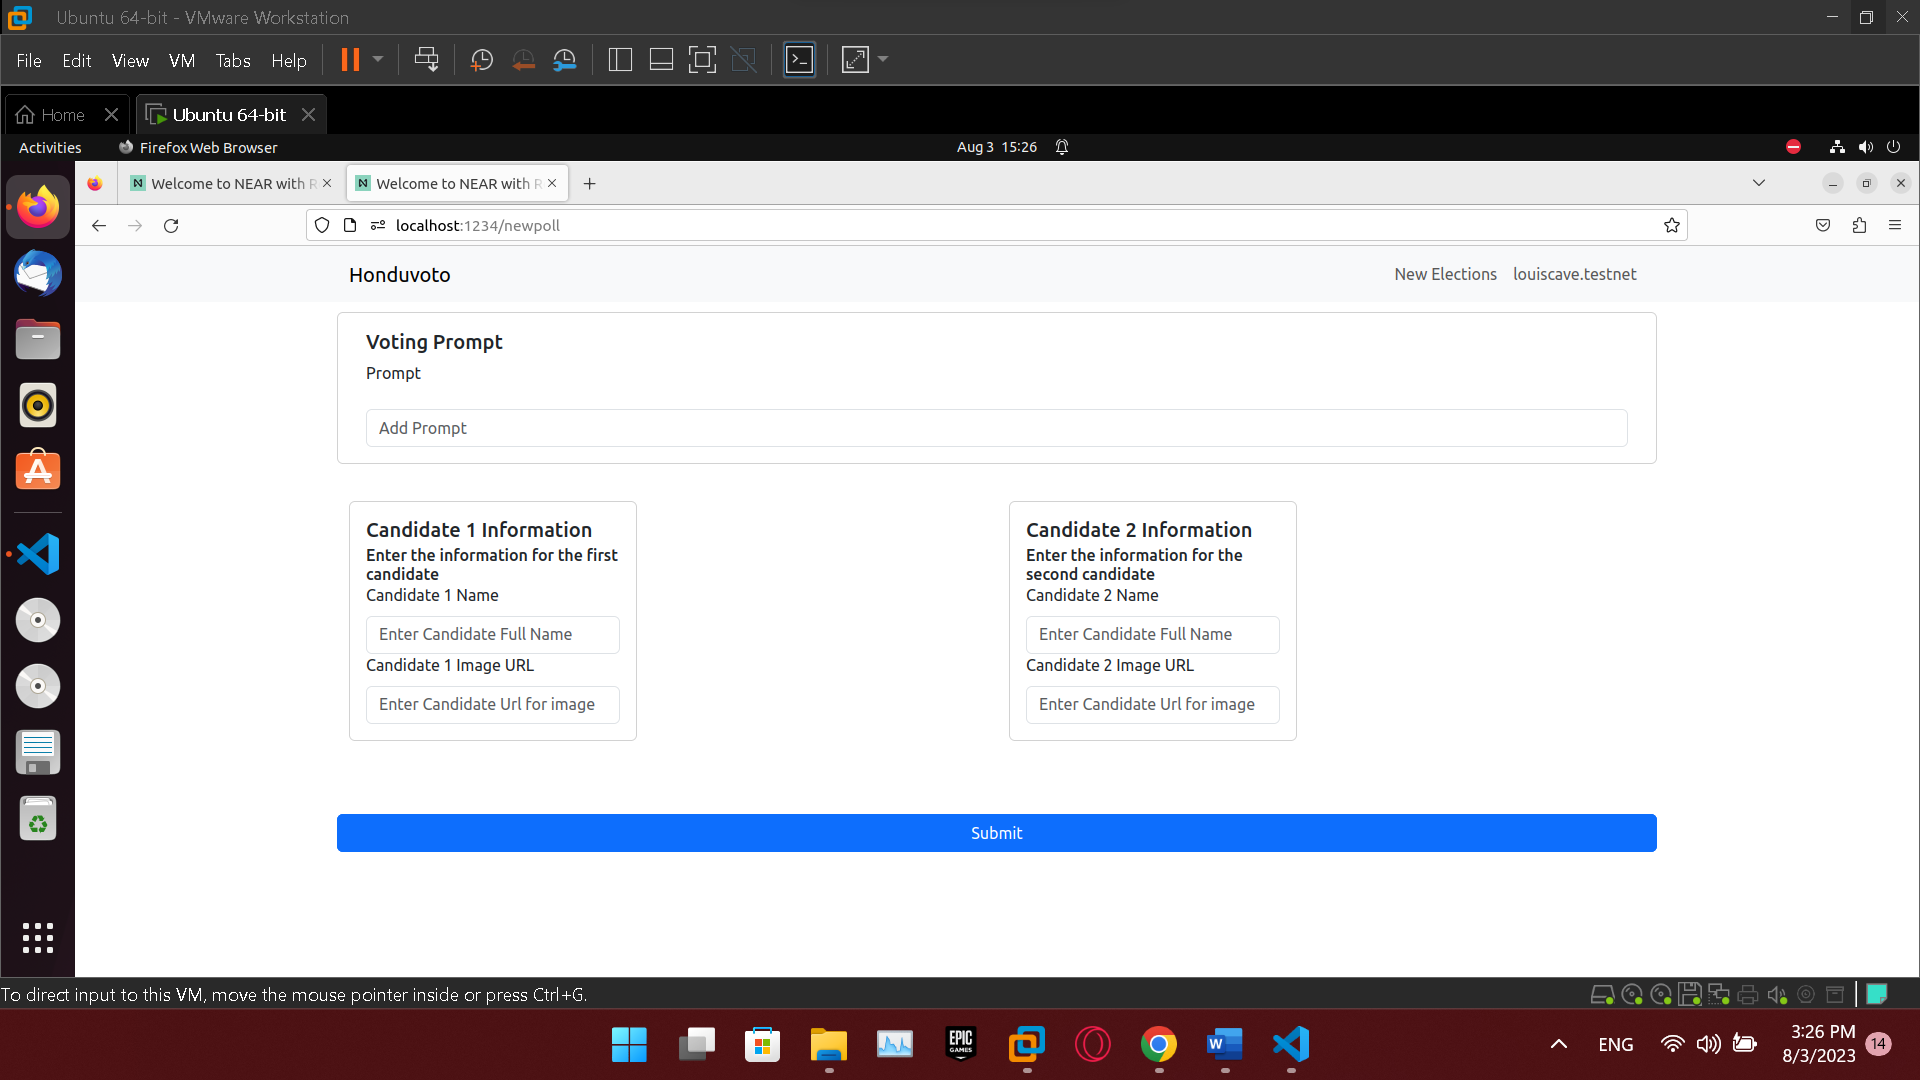 Ubuntu 64-bit - VMware Workstation
File Edit View VM Tabs Help
Home
Ubuntu 64-bit
Activities
Firefox Web Browser
Aug 3 15:26
Welcome to NEAR with R
Welcome to NEAR with R
localhost:1234/newpoll
Honduvoto
New Elections louiscave.testnet
Voting Prompt
Prompt
Add Prompt
Candidate 1 Information
Enter the information for the first
candidate
Candidate 1 Name
Enter Candidate Full Name
Candidate 1 Image URL
Enter Candidate Url for image
Candidate 2 Information
Enter the information for the
second candidate
Candidate 2 Name
Enter Candidate Full Name
Candidate 2 Image URL
Enter Candidate Url for image
Submit
To direct input to this VM, move the mouse pointer inside or press Ctrl+G.
EPIC
GAMES
W
ENG
3:26 PM
8/3/2023
14